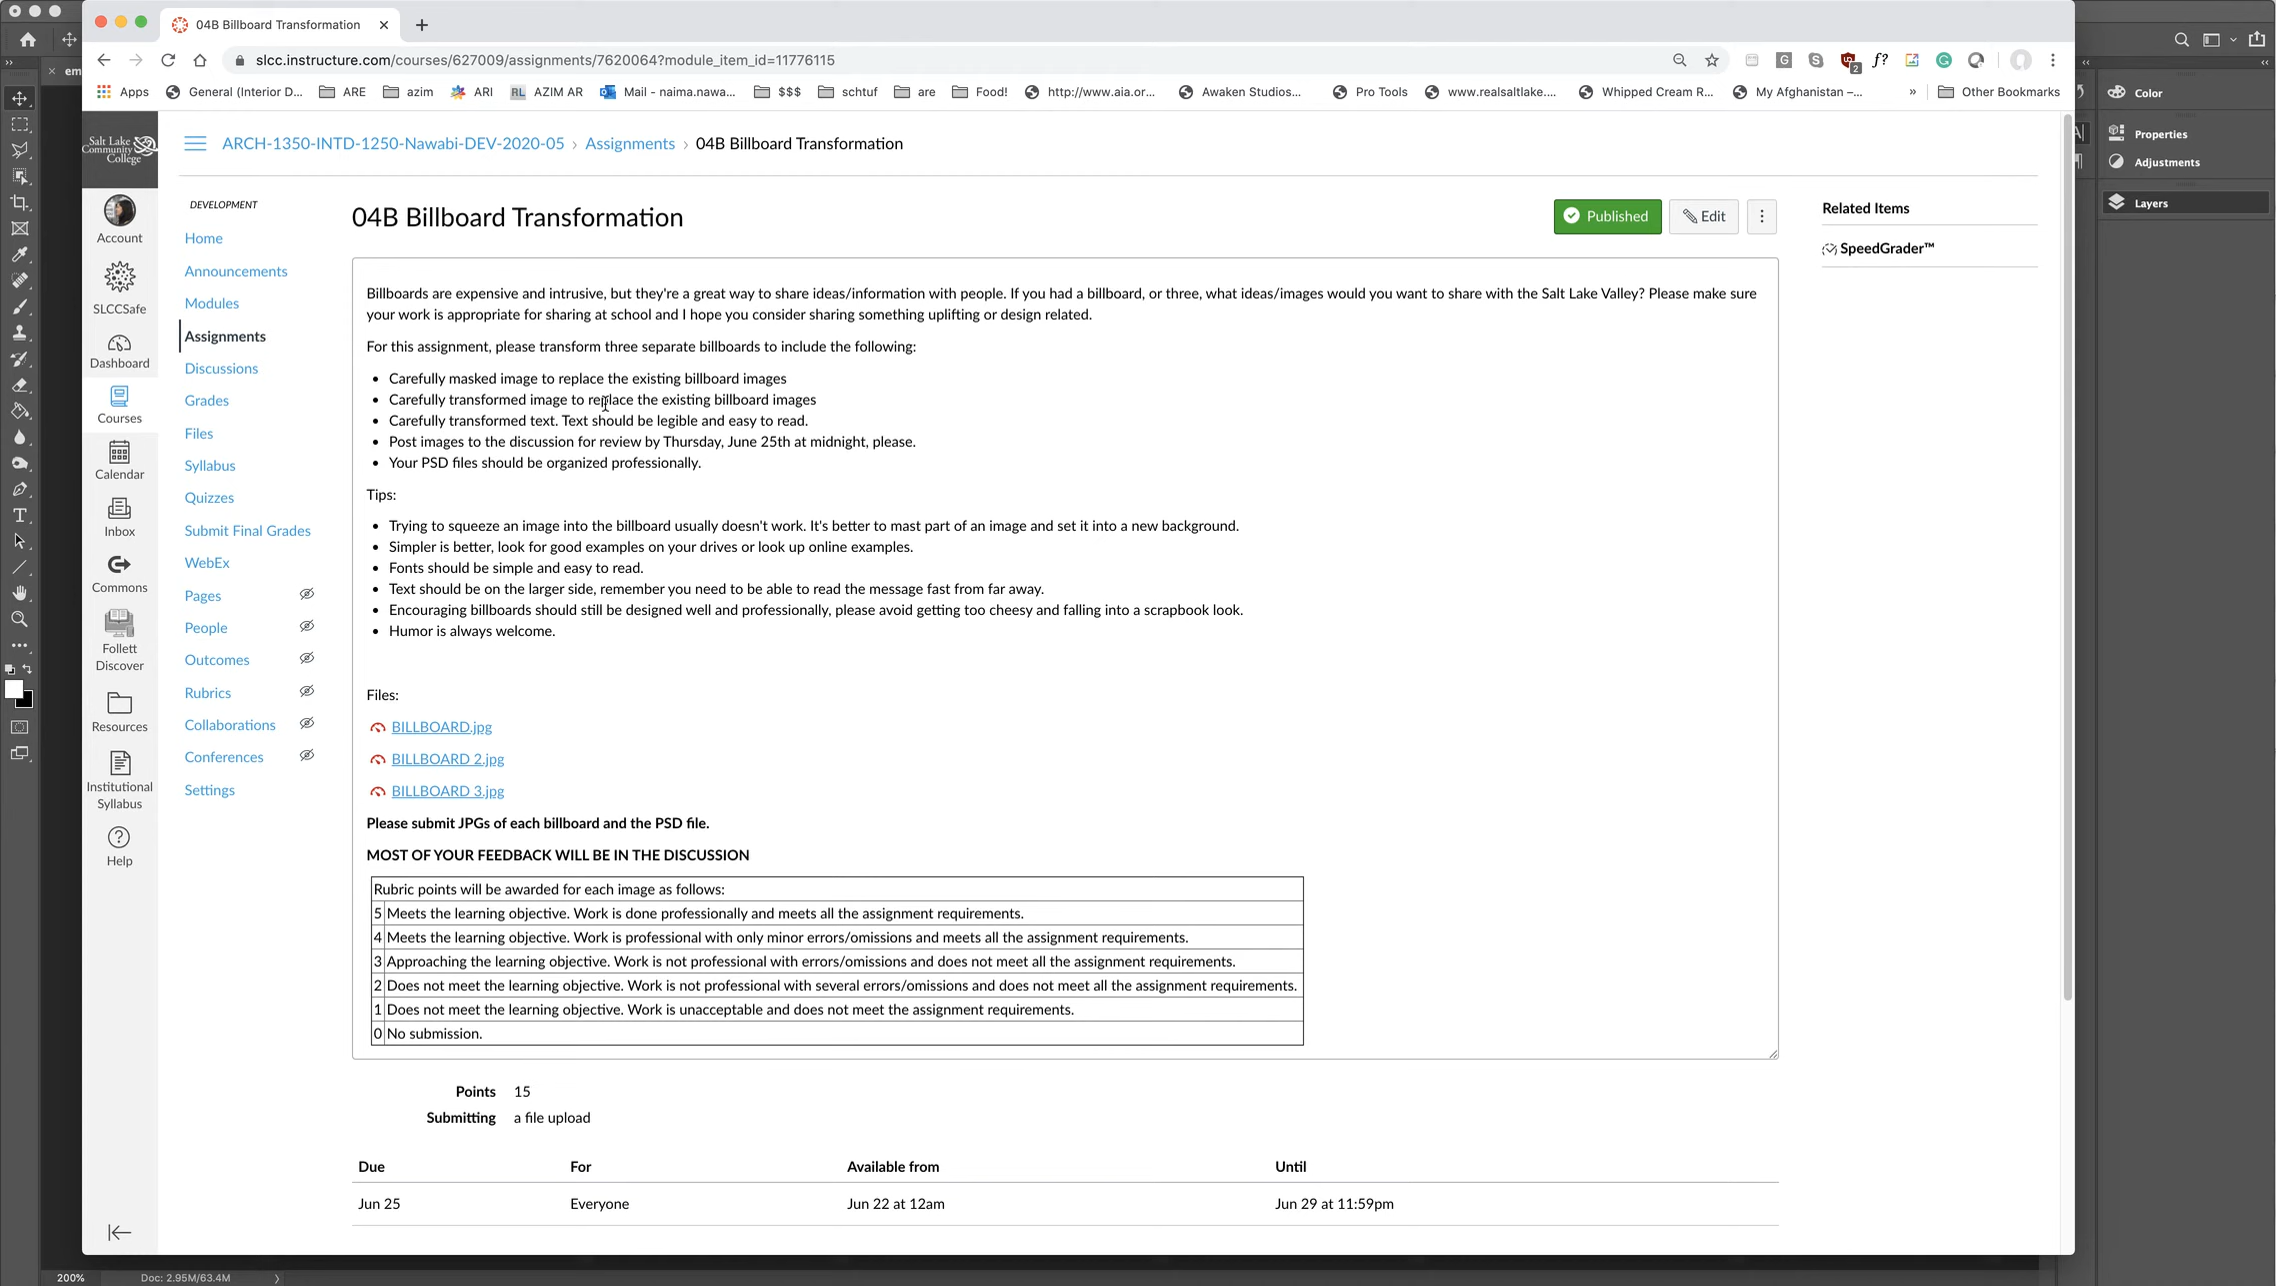 04B Billboard Transformation
em
slcc.instructure.com/courses/627009/assignments/7620064?module_item_id=11776115
G
2
f?
Apps
General (Interior D...
ARE
azim
ARI
RL AZIM AR
Mail - naima.nawa...
$$$
schtuf
are
Food!
http://www.aia.or...
Awaken Studios...
Pro Tools
www.realsaltlake....
Whipped Cream R...
My Afghanistan –...
»
Other Bookmarks
Color
Properties
Adjustments
Layers
Salt Lake
Community
College
ARCH-1350-INTD-1250-Nawabi-DEV-2020-05 › Assignments › 04B Billboard Transformation
Account
SLCCSafe
Dashboard
Courses
Calendar
Inbox
Commons
Follett
Discover
Resources
Institutional
Syllabus
Help
DEVELOPMENT
Home
Announcements
Modules
Assignments
Discussions
Grades
Files
Syllabus
Quizzes
Submit Final Grades
WebEx
Pages
People
Outcomes
Rubrics
Collaborations
Conferences
Settings
04B Billboard Transformation
Published
Edit
Related Items
SpeedGrader™
Billboards are expensive and intrusive, but they're a great way to share ideas/information with people. If you had a billboard, or three, what ideas/images would you want to share with the Salt Lake Valley? Please make sure
your work is appropriate for sharing at school and I hope you consider sharing something uplifting or design related.
For this assignment, please transform three separate billboards to include the following:
• Carefully masked image to replace the existing billboard images
• Carefully transformed image to replace the existing billboard images
• Carefully transformed text. Text should be legible and easy to read.
• Post images to the discussion for review by Thursday, June 25th at midnight, please.
• Your PSD files should be organized professionally.
Tips:
• Trying to squeeze an image into the billboard usually doesn't work. It's better to mast part of an image and set it into a new background.
• Simpler is better, look for good examples on your drives or look up online examples.
• Fonts should be simple and easy to read.
• Text should be on the larger side, remember you need to be able to read the message fast from far away.
• Encouraging billboards should still be designed well and professionally, please avoid getting too cheesy and falling into a scrapbook look.
• Humor is always welcome.
Files:
BILLBOARD.jpg
BILLBOARD 2.jpg
BILLBOARD 3.jpg
Please submit JPGs of each billboard and the PSD file.
MOST OF YOUR FEEDBACK WILL BE IN THE DISCUSSION
Rubric points will be awarded for each image as follows:
5 Meets the learning objective. Work is done professionally and meets all the assignment requirements.
4 Meets the learning objective. Work is professional with only minor errors/omissions and meets all the assignment requirements.
3 Approaching the learning objective. Work is not professional with errors/omissions and does not meet all the assignment requirements.
2 Does not meet the learning objective. Work is not professional with several errors/omissions and does not meet all the assignment requirements.
1 Does not meet the learning objective. Work is unacceptable and does not meet the assignment requirements.
0 No submission.
Points 15
Submitting a file upload
Due For Available from Until
Jun 25 Everyone Jun 22 at 12am Jun 29 at 11:59pm
200% Doc: 2.95M/63.4M